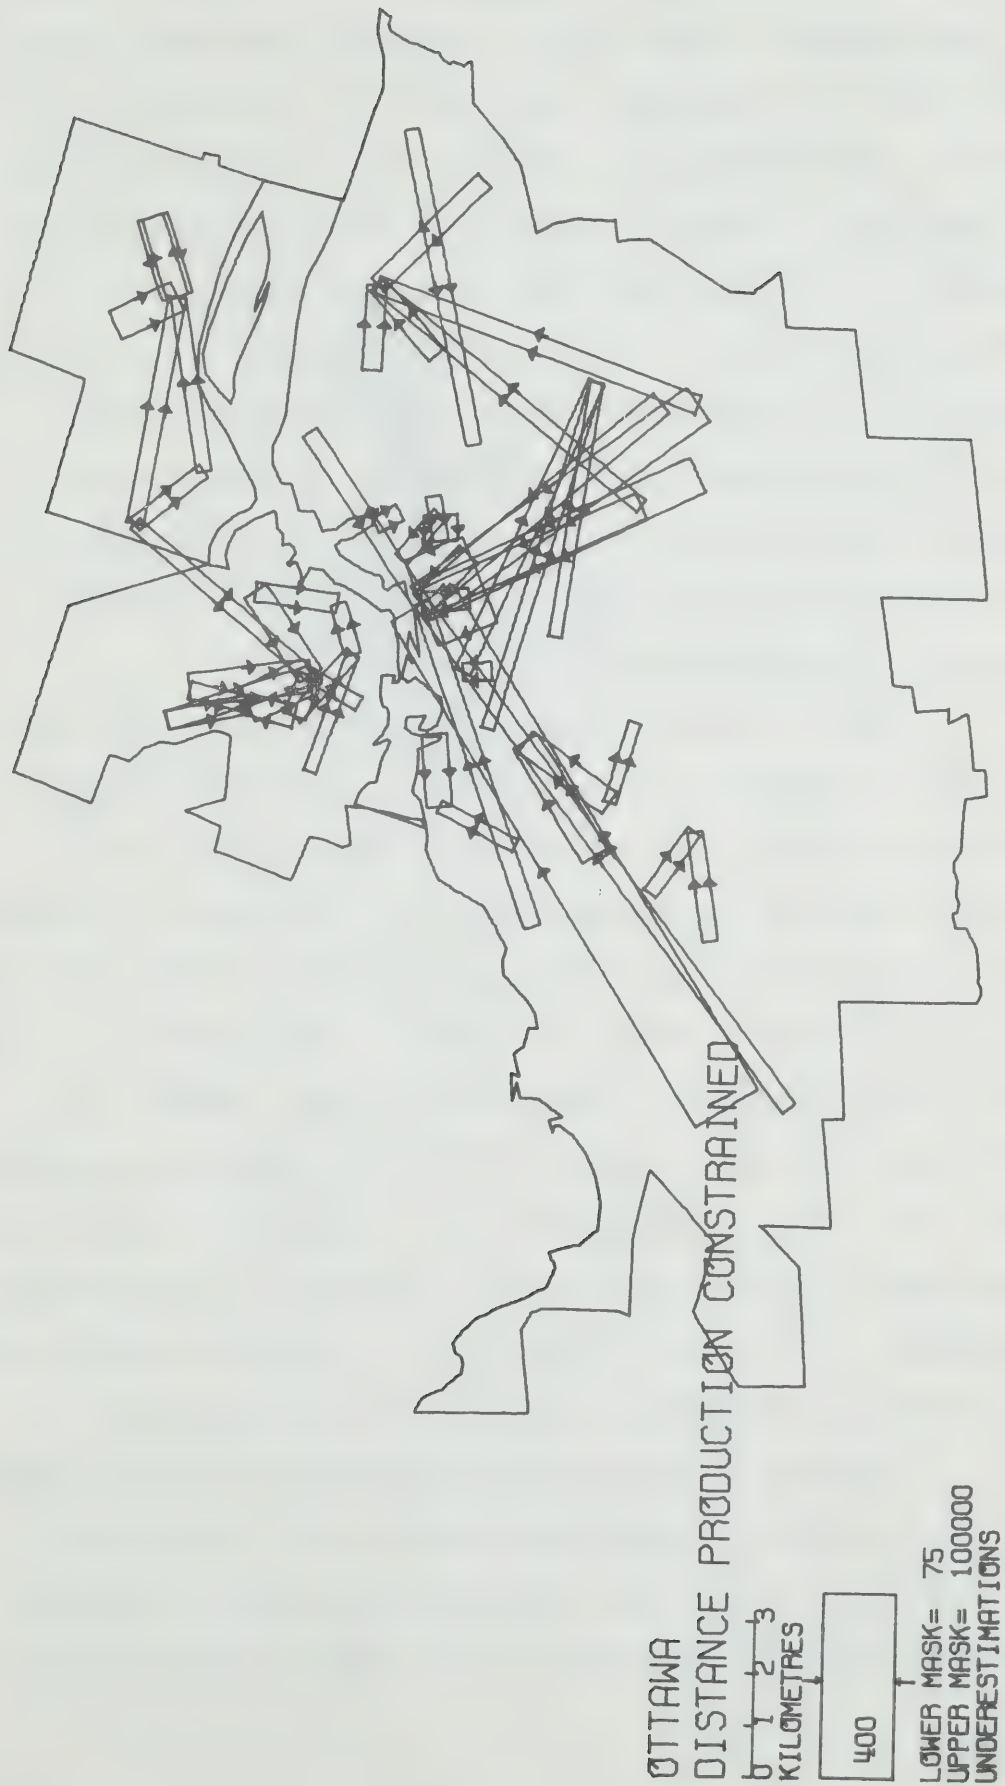 OTTAWA
DISTANCE PRODUCTION CONSTRAINED
0 1 2 3
KILOMETRES
400
LOWER MASK= 75
UPPER MASK= 100000
UNDERESTIMATIONS